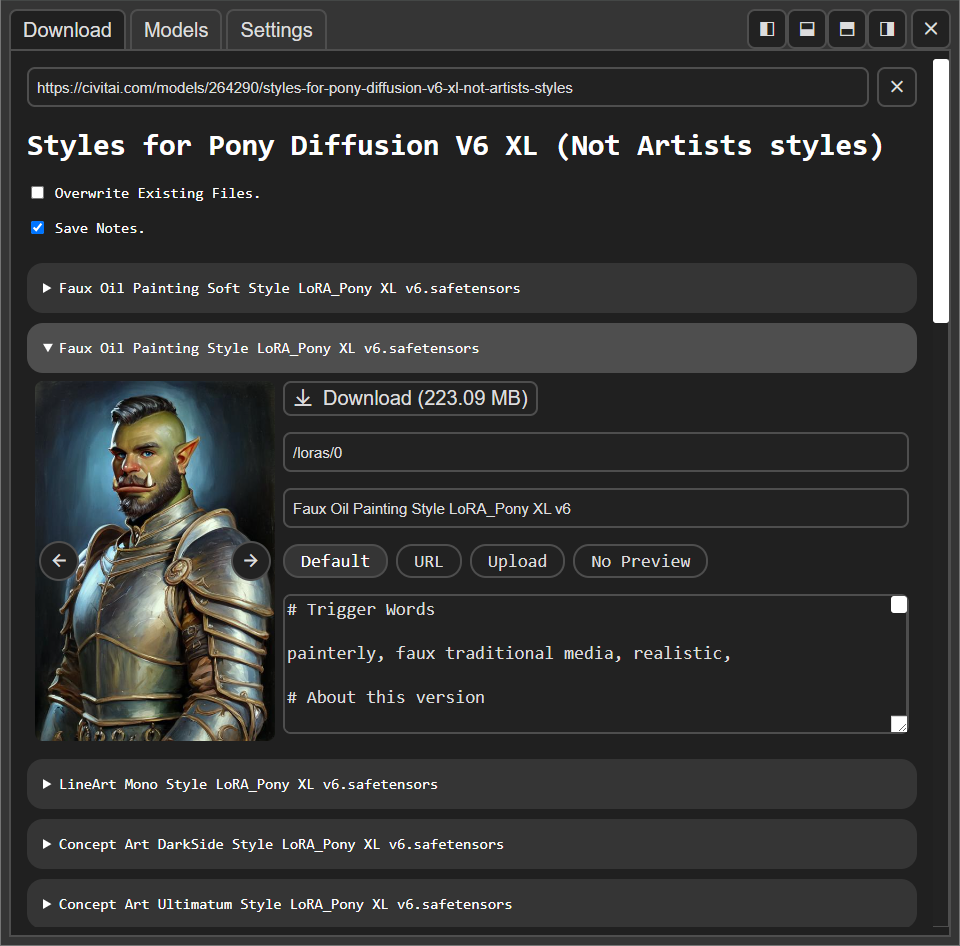 Download Models Settings
https://civitai.com/models/264290/styles-for-pony-diffusion-v6-xl-not-artists-styles
Styles for Pony Diffusion V6 XL (Not Artists styles)
Overwrite Existing Files.
Save Notes.
Faux Oil Painting Soft Style LoRA_Pony XL v6.safetensors
Faux Oil Painting Style LoRA_Pony XL v6.safetensors
Download (223.09 MB)
/loras/0
Faux Oil Painting Style LoRA_Pony XL v6
Default URL Upload No Preview
# Trigger Words
painterly, faux traditional media, realistic,
# About this version
LineArt Mono Style LoRA_Pony XL v6.safetensors
Concept Art DarkSide Style LoRA_Pony XL v6.safetensors
Concept Art Ultimatum Style LoRA_Pony XL v6.safetensors